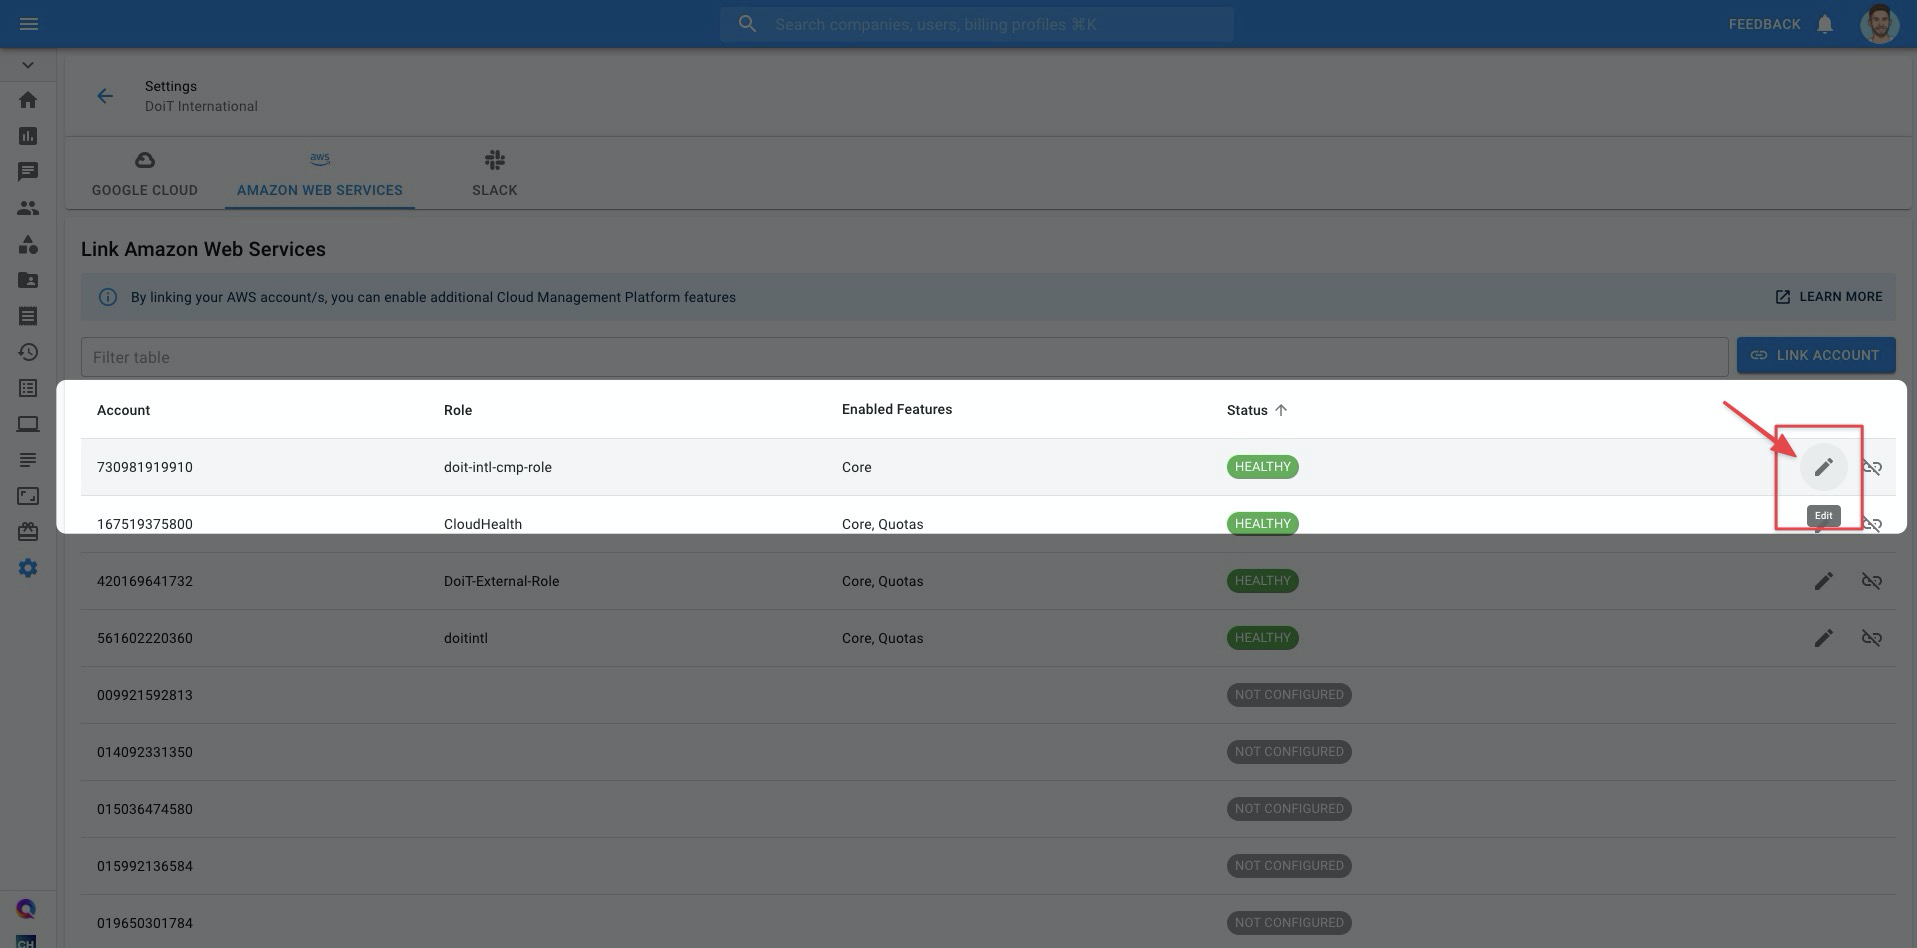 Search companies, users, billing profiles ⌘K
FEEDBACK
Settings
DoiT International
aws
GOOGLE CLOUD
AMAZON WEB SERVICES
SLACK
Link Amazon Web Services
By linking your AWS account/s, you can enable additional Cloud Management Platform features
LEARN MORE
Filter table
LINK ACCOUNT
Account Role Enabled Features Status
730981919910 doit-intl-cmp-role Core HEALTHY
Edit
167519375800 CloudHealth Core, Quotas HEALTHY
420169641732 DoiT-External-Role Core, Quotas HEALTHY
561602220360 doitintl Core, Quotas HEALTHY
009921592813 NOT CONFIGURED
014092331350 NOT CONFIGURED
015036474580 NOT CONFIGURED
015992136584 NOT CONFIGURED
019650301784 NOT CONFIGURED
CH